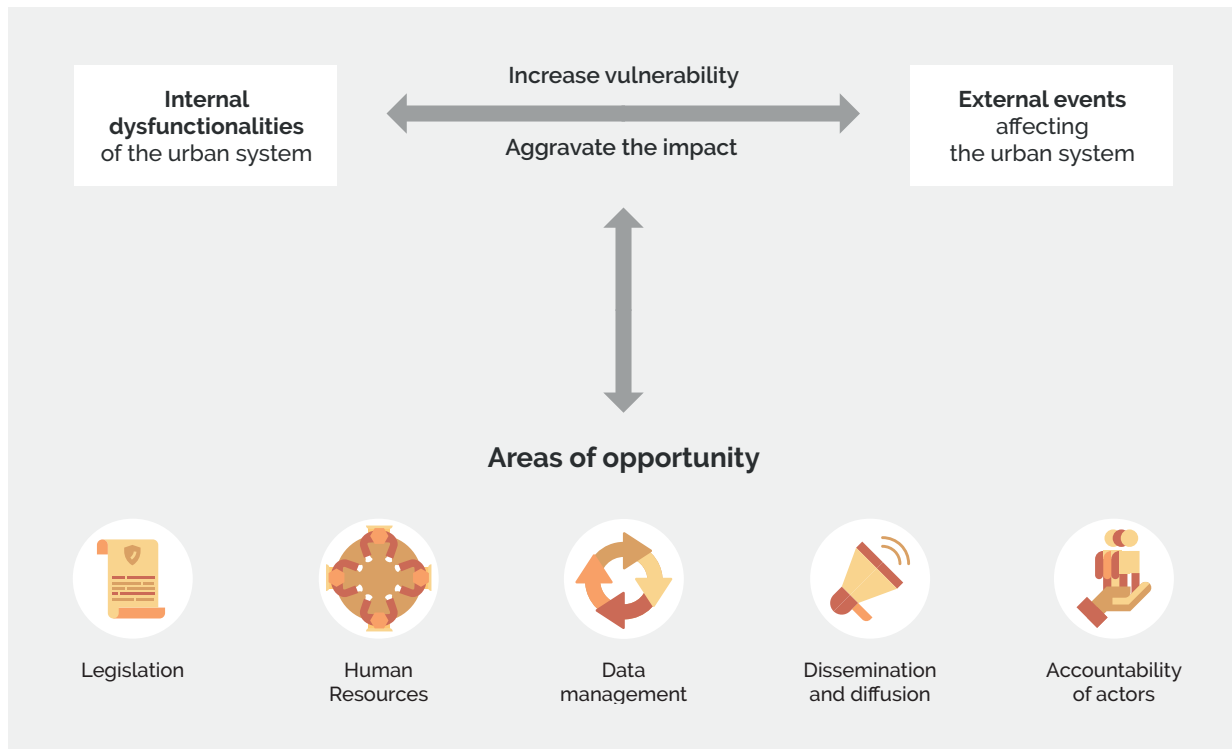 Internal
dysfunctionalities
of the urban system
Increase vulnerability
Aggravate the impact
External events
affecting
the urban system
Areas of opportunity
Legislation
Human
Resources
Data
management
Dissemination
and diffusion
Accountability
of actors